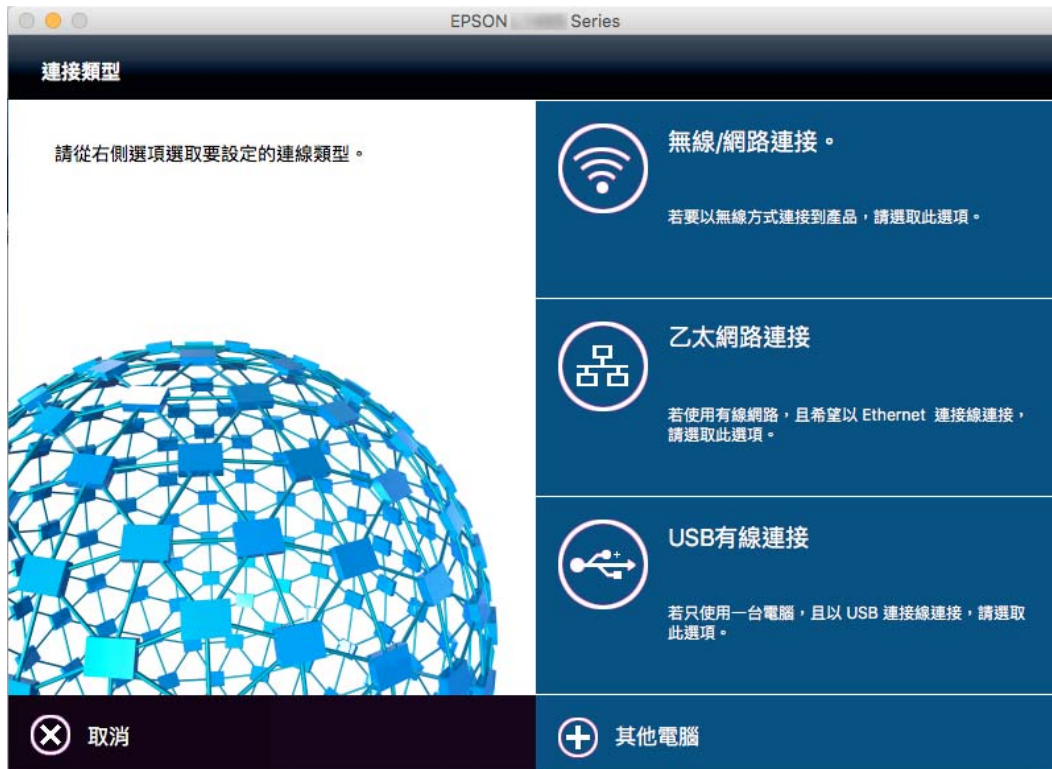 EPSON Series
連接類型
請從右側選項選取要設定的連線類型。
無線/網路連接。
若要以無線方式連接到產品，請選取此選項。
乙太網路連接
若使用有線網路，且希望以 Ethernet 連接線連接，
請選取此選項。
USB有線連接
若只使用一台電腦，且以 USB 連接線連接，請選取
此選項。
取消
其他電腦